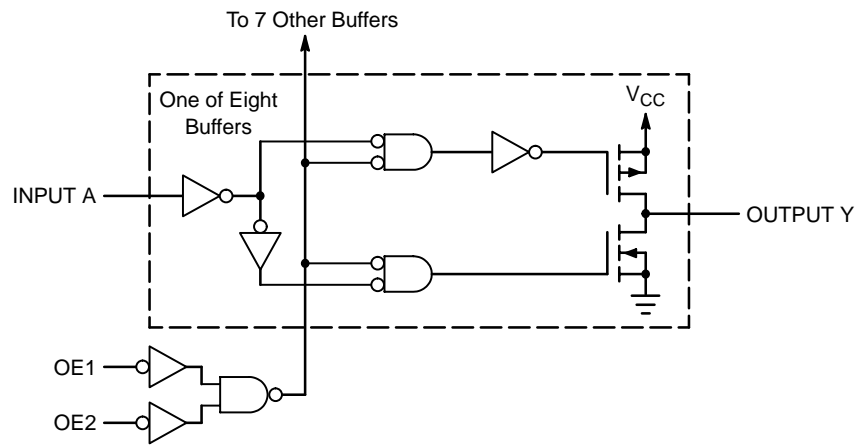 To 7 Other Buffers
One of Eight
Buffers
VCC
INPUT A
OUTPUT Y
OE1
OE2